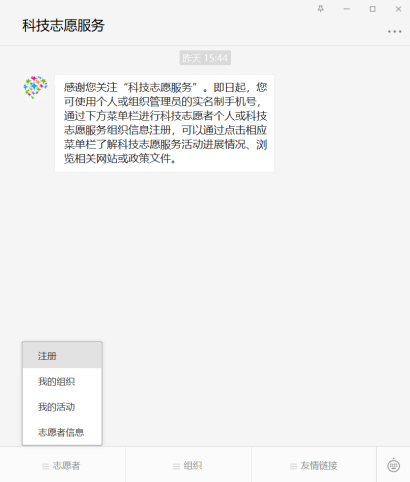 科技志愿服务
昨天 15:44
感谢您关注“科技志愿服务”。即日起，您
可使用个人或组织管理员的实名制手机号，
通过下方菜单栏进行科技志愿者个人或科技
志愿服务组织信息注册，可以通过点击相应
菜单栏了解科技志愿服务活动进展情况、浏
览相关网站或政策文件。
注册
我的组织
我的活动
志愿者信息
志愿者
组织
友情链接